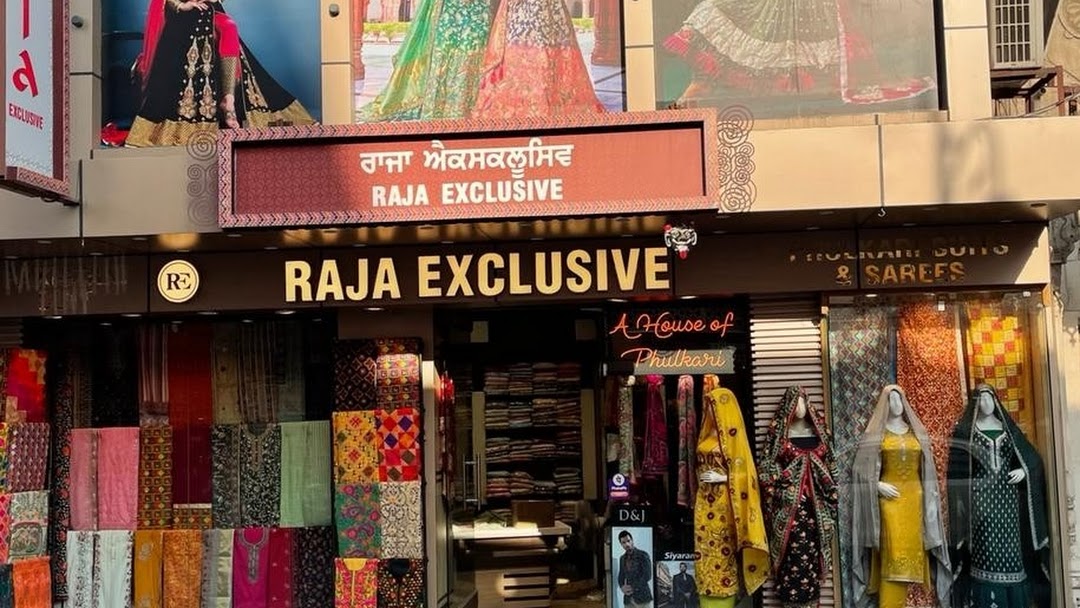 EXCLUSIVE
ਰਾਜਾ ਐਕਸਕਲੂਸਿਵ
RAJA EXCLUSIVE
RE
RAJA EXCLUSIVE
PHULKARI SUITS
& SAREES
A House of
Phulkari
D&J
Siyaram